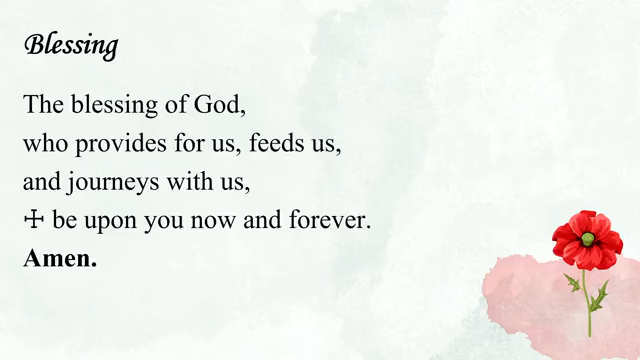 Blessing
The blessing of God,
who provides for us, feeds us,
and journeys with us,
☩ be upon you now and forever.
Amen.